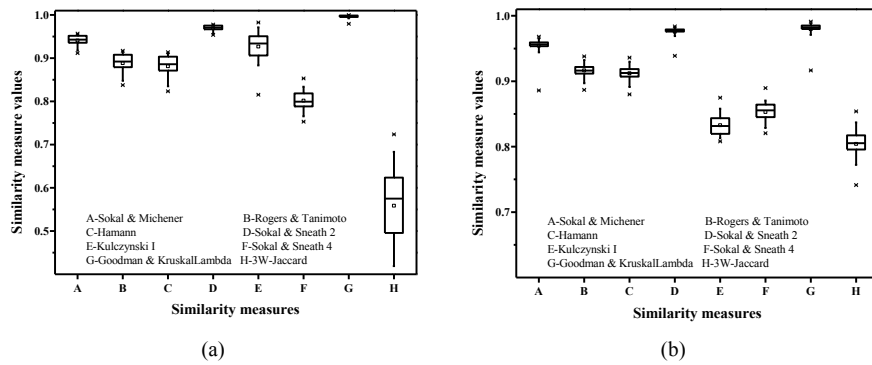 Similarity measure values
1.0
0.9
0.8
0.7
0.6
0.5
A-Sokal & Michener B-Rogers & Tanimoto
C-Hamann D-Sokal & Sneath 2
E-Kulczynski I F-Sokal & Sneath 4
G-Goodman & KruskalLambda H-3W-Jaccard
A B C D E F G H
Similarity measures
(a)
Similarity measure values
1.0
0.9
0.8
0.7
A-Sokal & Michener B-Rogers & Tanimoto
C-Hamann D-Sokal & Sneath 2
E-Kulczynski I F-Sokal & Sneath 4
G-Goodman & KruskalLambda H-3W-Jaccard
A B C D E F G H
Similarity measures
(b)